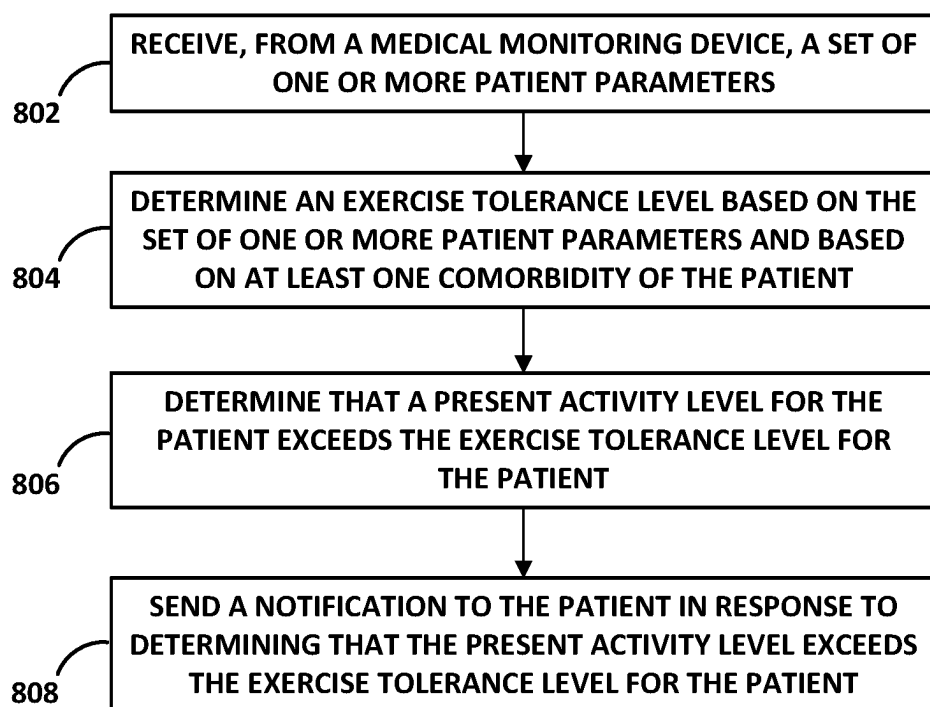 RECEIVE, FROM A MEDICAL MONITORING DEVICE, A SET OF
ONE OR MORE PATIENT PARAMETERS
802
DETERMINE AN EXERCISE TOLERANCE LEVEL BASED ON THE
SET OF ONE OR MORE PATIENT PARAMETERS AND BASED
ON AT LEAST ONE COMORBIDITY OF THE PATIENT
804
DETERMINE THAT A PRESENT ACTIVITY LEVEL FOR THE
PATIENT EXCEEDS THE EXERCISE TOLERANCE LEVEL FOR
THE PATIENT
806
SEND A NOTIFICATION TO THE PATIENT IN RESPONSE TO
DETERMINING THAT THE PRESENT ACTIVITY LEVEL EXCEEDS
THE EXERCISE TOLERANCE LEVEL FOR THE PATIENT
808